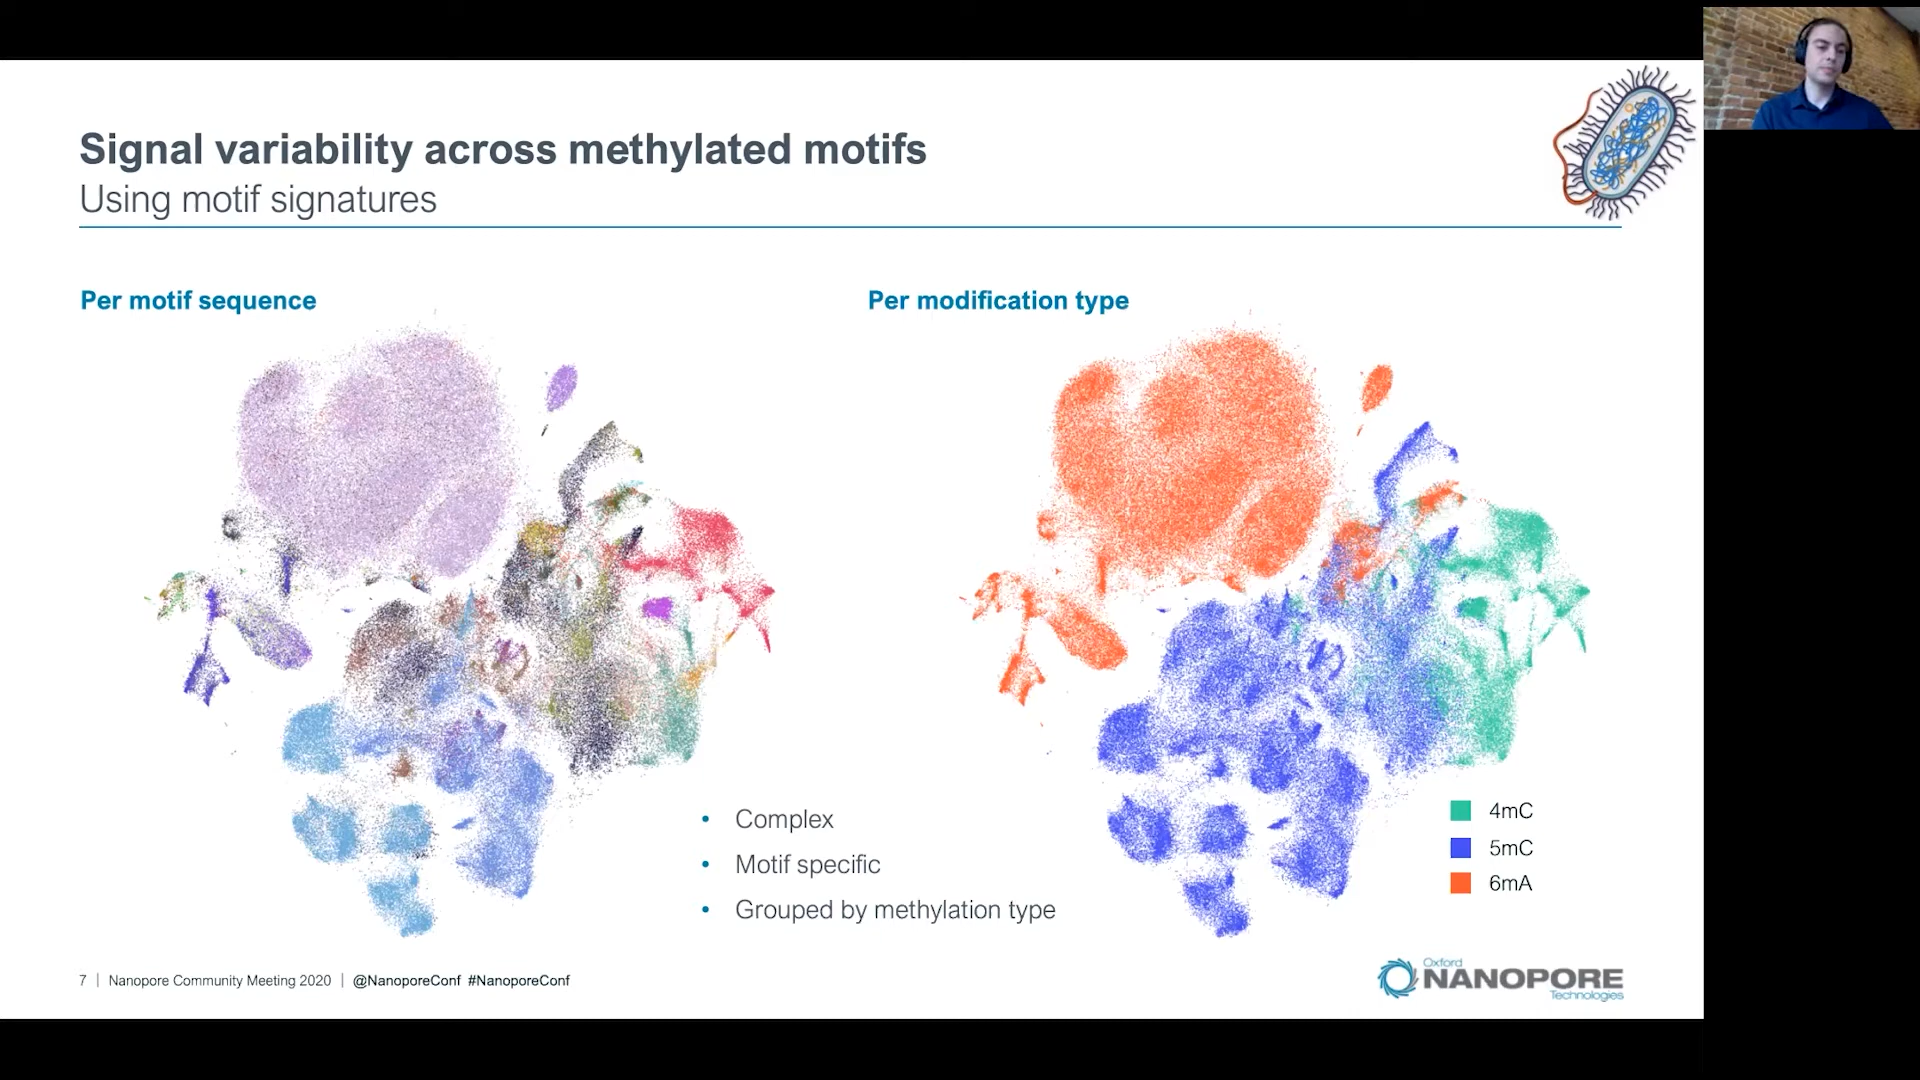 Signal variability across methylated motifs
Using motif signatures
Per motif sequence
Per modification type
• Complex
• Motif specific
• Grouped by methylation type
4mC
5mC
6mA
7 | Nanopore Community Meeting 2020 | @NanoporeConf #NanoporeConf
Oxford
NANOPORE
Technologies